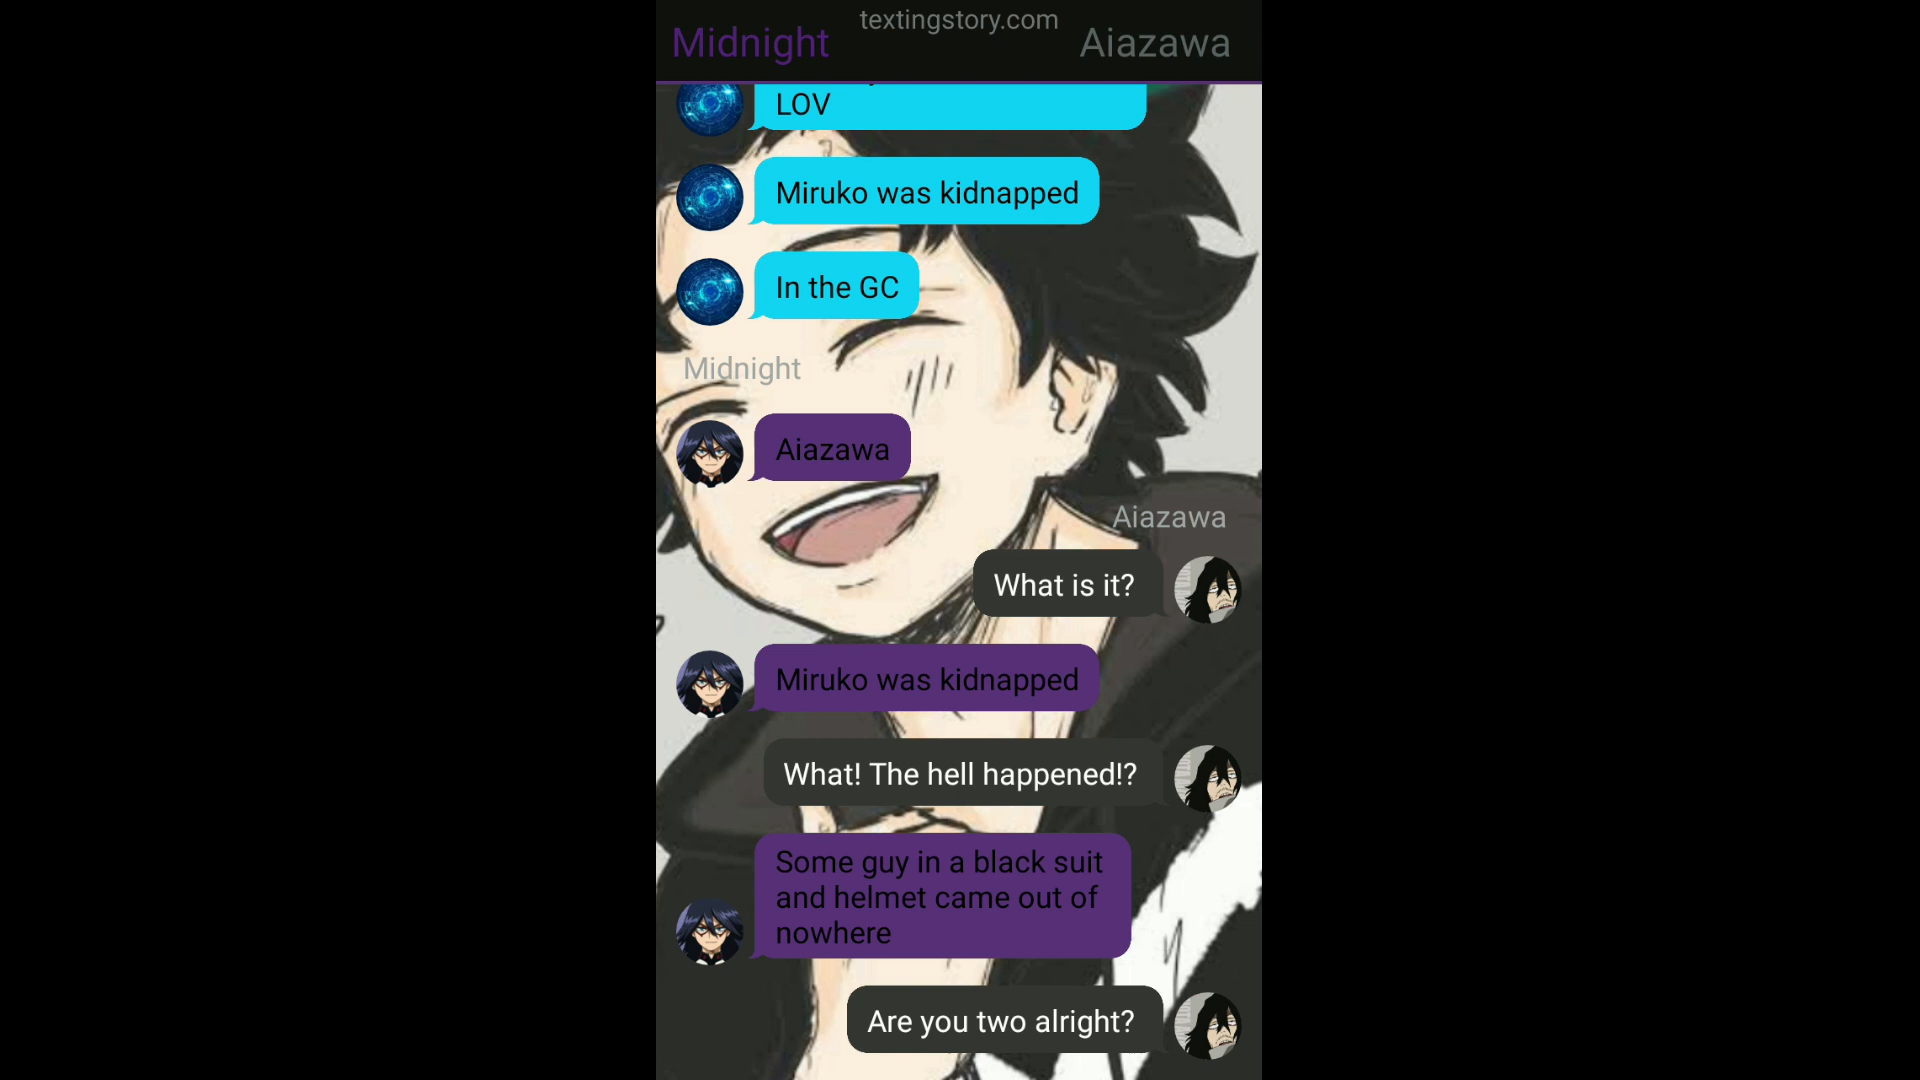 textingstory.com
Midnight
Aiazawa
LOV
Miruko was kidnapped
In the GC
Midnight
Aiazawa
Aiazawa
What is it?
Miruko was kidnapped
What! The hell happened!?
Some guy in a black suit
and helmet came out of
nowhere
Are you two alright?